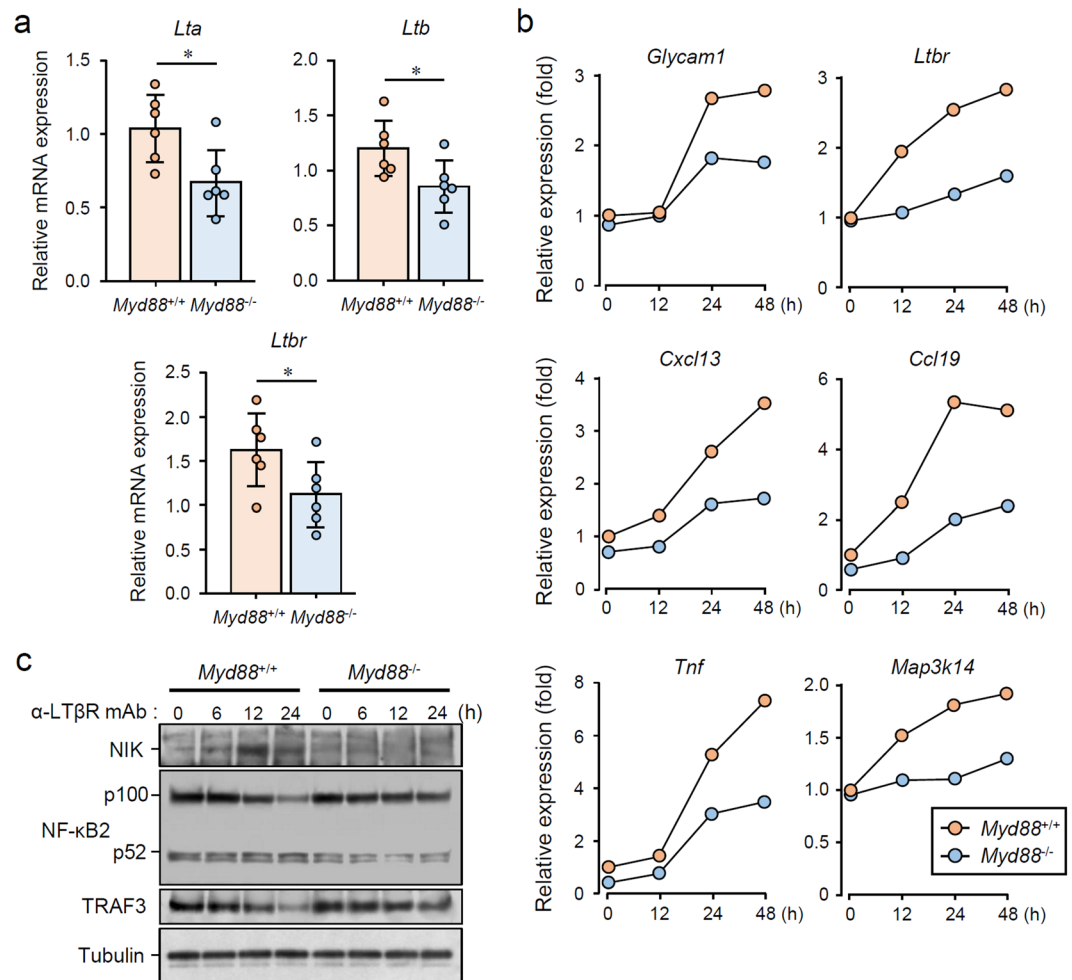 a
Lta
Relative mRNA expression
1.5
1.0
0.5
0.0
*
Myd88+/+ Myd88-/-
Ltb
2.0
1.5
1.0
0.5
0.0
*
Myd88+/+ Myd88-/-
Ltbr
Relative mRNA expression
2.5
2.0
1.5
1.0
0.5
0.0
*
Myd88+/+ Myd88-/-
b
Glycam1
Relative expression (fold)
3
2
1
0
0 12 24 48 (h)
Ltbr
3
2
1
0
0 12 24 48 (h)
Cxcl13
Relative expression (fold)
4
3
2
1
0
0 12 24 48 (h)
Ccl19
6
4
2
0
0 12 24 48 (h)
Tnf
Relative expression (fold)
8
6
4
2
0
0 12 24 48 (h)
Map3k14
2.0
1.5
1.0
0.5
0
0 12 24 48 (h)
Myd88+/+
Myd88-/-
c
Myd88+/+ Myd88-/-
α-LTβR mAb : 0 6 12 24 0 6 12 24 (h)
NIK
p100
NF-κB2
p52
TRAF3
Tubulin